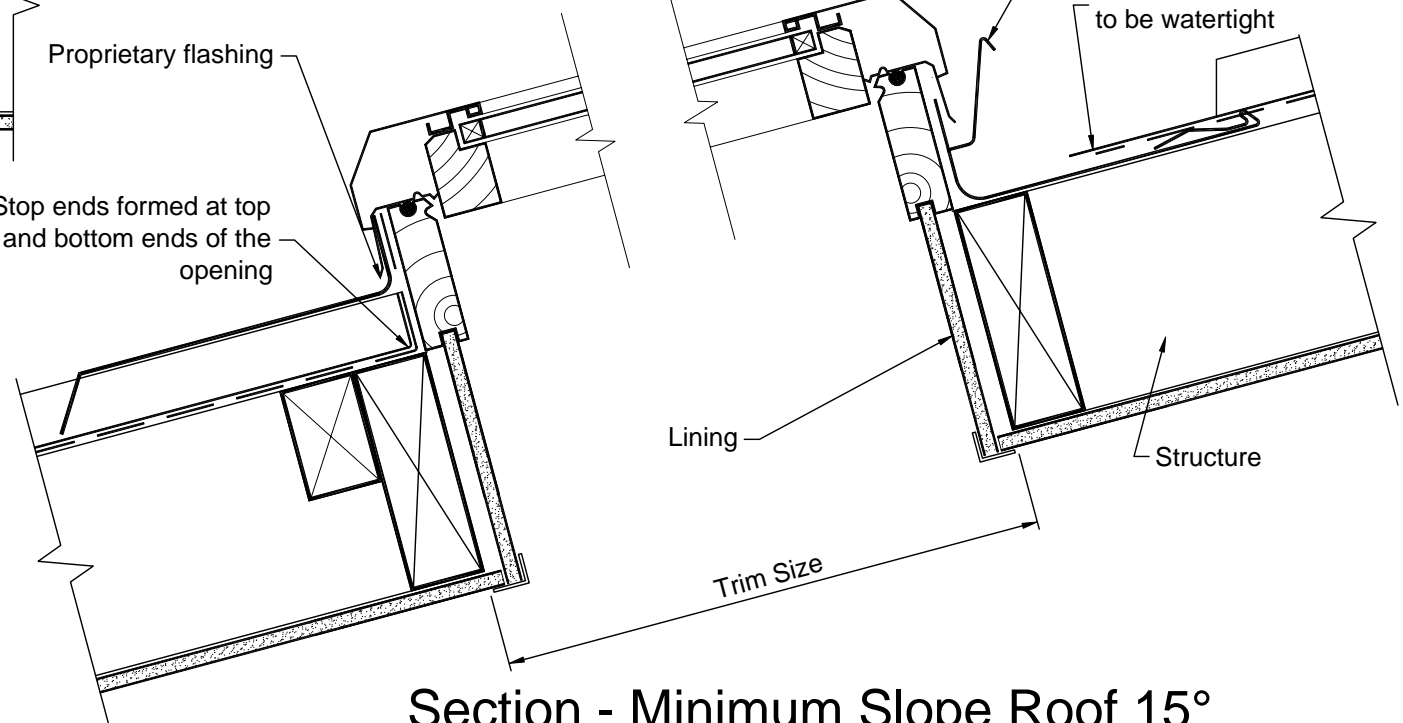 to be watertight
Proprietary flashing
Stop ends formed at top
and bottom ends of the
opening
Lining
Structure
Trim Size
Section - Minimum Slope Roof 15°